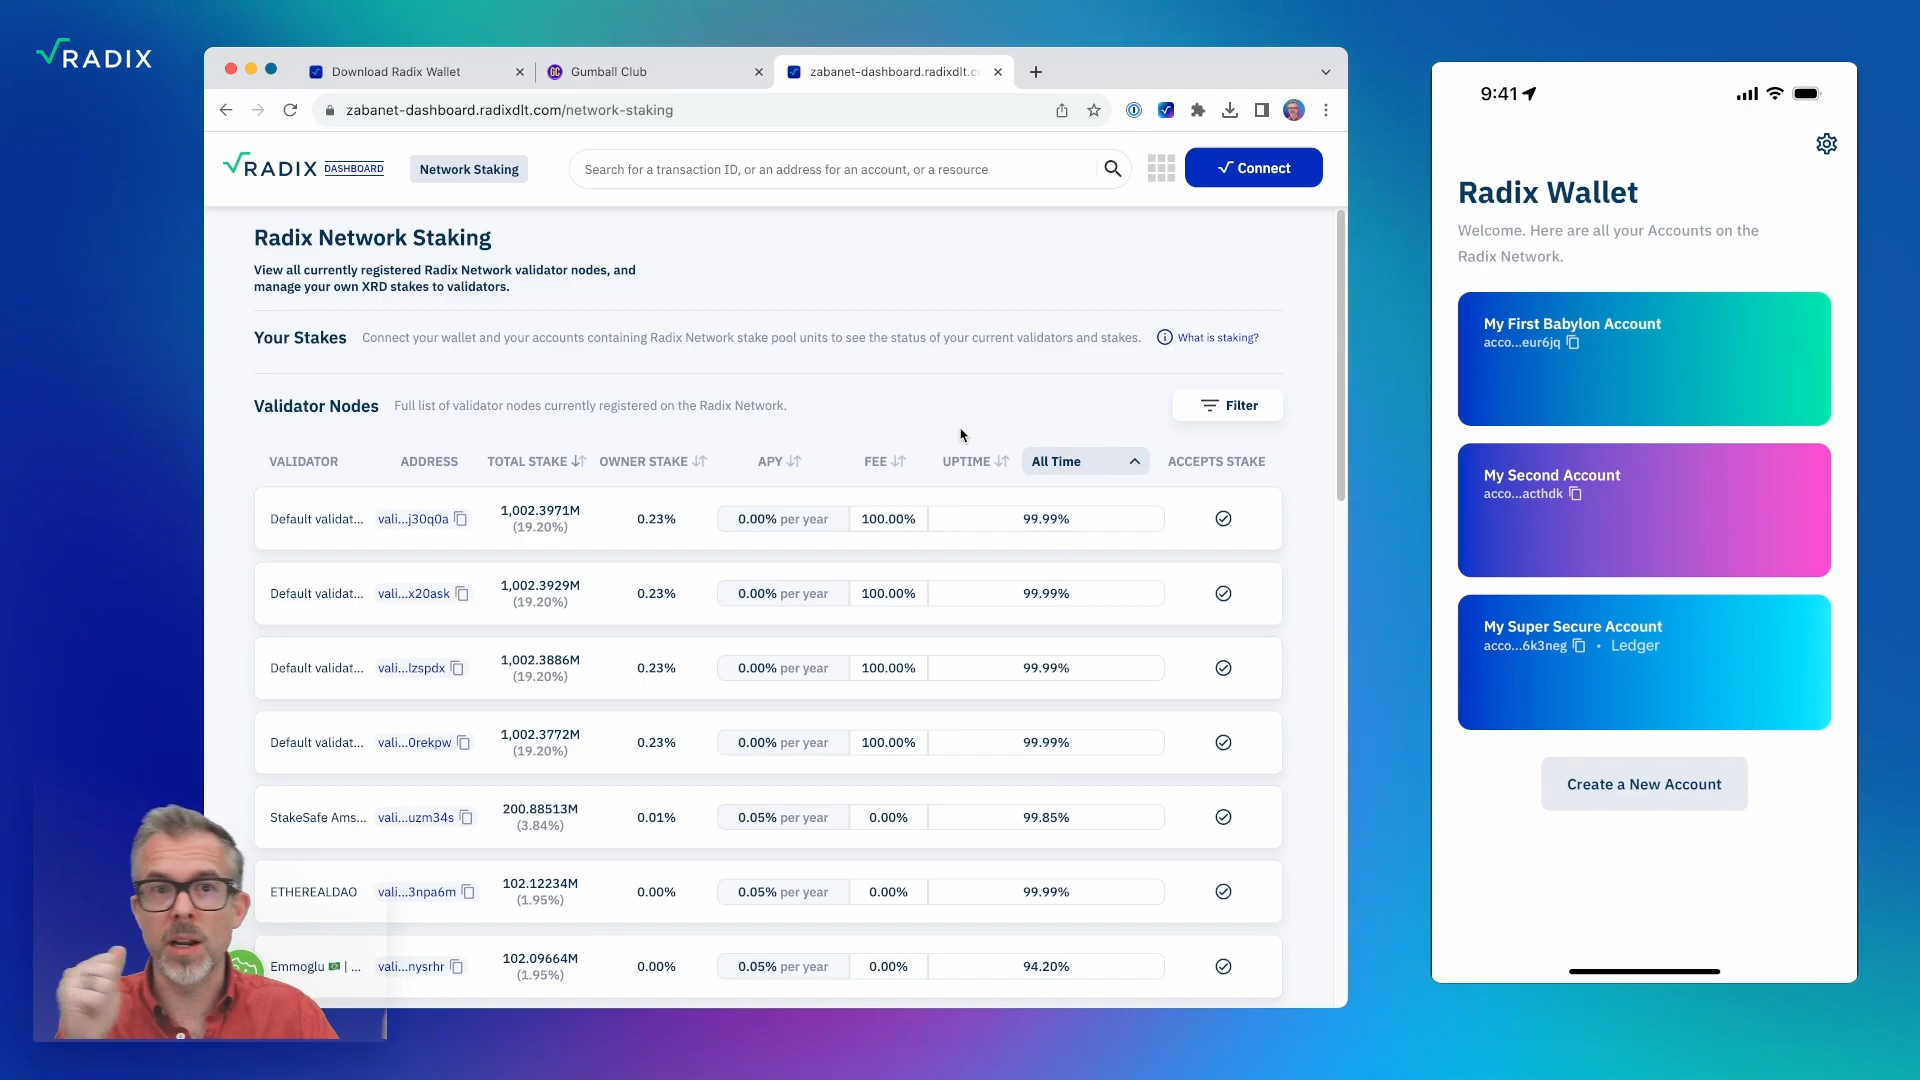 RADIX
Download Radix Wallet
Gumball Club
zabanet-dashboard.radixdlt.c
zabanet-dashboard.radixdlt.com/network-staking
RADIX DASHBOARD
Network Staking
Search for a transaction ID, or an address for an account, or a resource
Connect
Radix Network Staking
View all currently registered Radix Network validator nodes, and
manage your own XRD stakes to validators.
Your Stakes Connect your wallet and your accounts containing Radix Network stake pool units to see the status of your current validators and stakes. What is staking?
Validator Nodes Full list of validator nodes currently registered on the Radix Network.
Filter
VALIDATOR ADDRESS TOTAL STAKE OWNER STAKE APY FEE UPTIME All Time ACCEPTS STAKE
Default validat... vali...j30q0a 1,002.3971M 0.23% 0.00% per year 100.00% 99.99%
(19.20%)
Default validat... vali...x20ask 1,002.3929M 0.23% 0.00% per year 100.00% 99.99%
(19.20%)
Default validat... vali...lzspdx 1,002.3886M 0.23% 0.00% per year 100.00% 99.99%
(19.20%)
Default validat... vali...0rekpw 1,002.3772M 0.23% 0.00% per year 100.00% 99.99%
(19.20%)
StakeSafe Ams... vali...uzm34s 200.88513M 0.01% 0.05% per year 0.00% 99.85%
(3.84%)
ETHEREALDAO vali...3npa6m 102.12234M 0.00% 0.05% per year 0.00% 99.99%
(1.95%)
Emmoglu 🇧🇷 | ... vali...nysrhr 102.09664M 0.00% 0.05% per year 0.00% 94.20%
(1.95%)
9:41
Radix Wallet
Welcome. Here are all your Accounts on the
Radix Network.
My First Babylon Account
acco...eur6jq
My Second Account
acco...acthdk
My Super Secure Account
acco...6k3neg • Ledger
Create a New Account